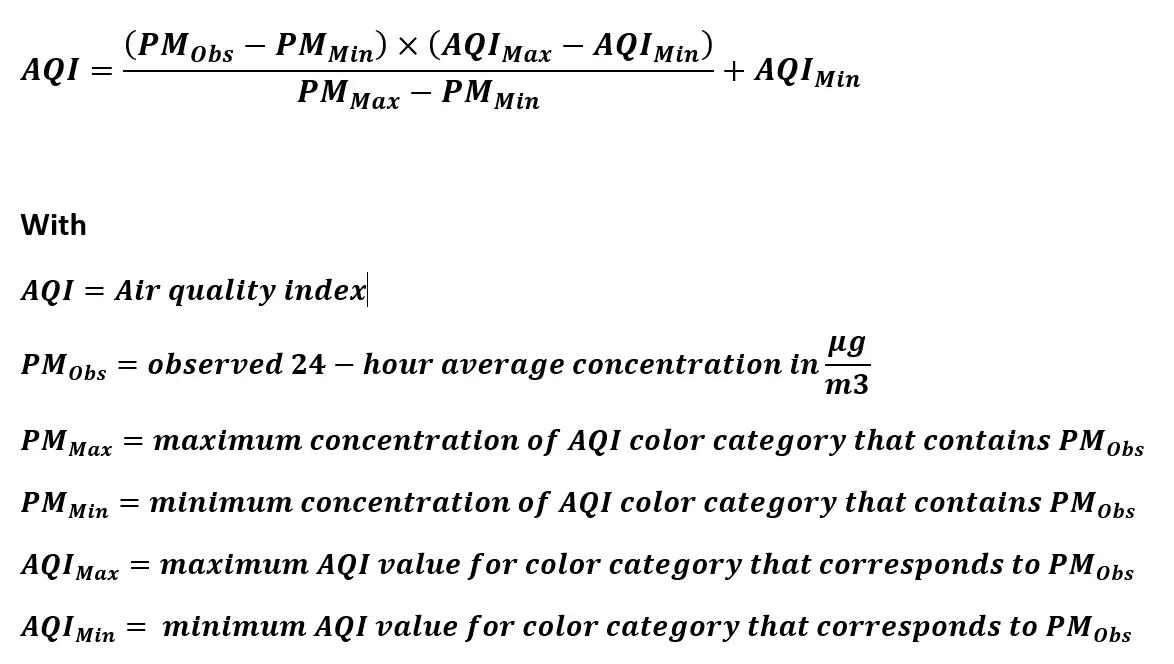 AQI = (PM_Obs − PM_Min) × (AQI_Max − AQI_Min) / PM_Max − PM_Min + AQI_Min
With
AQI = Air quality index
PM_Obs = observed 24 − hour average concentration in μg/m3
PM_Max = maximum concentration of AQI color category that contains PM_Obs
PM_Min = minimum concentration of AQI color category that contains PM_Obs
AQI_Max = maximum AQI value for color category that corresponds to PM_Obs
AQI_Min = minimum AQI value for color category that corresponds to PM_Obs